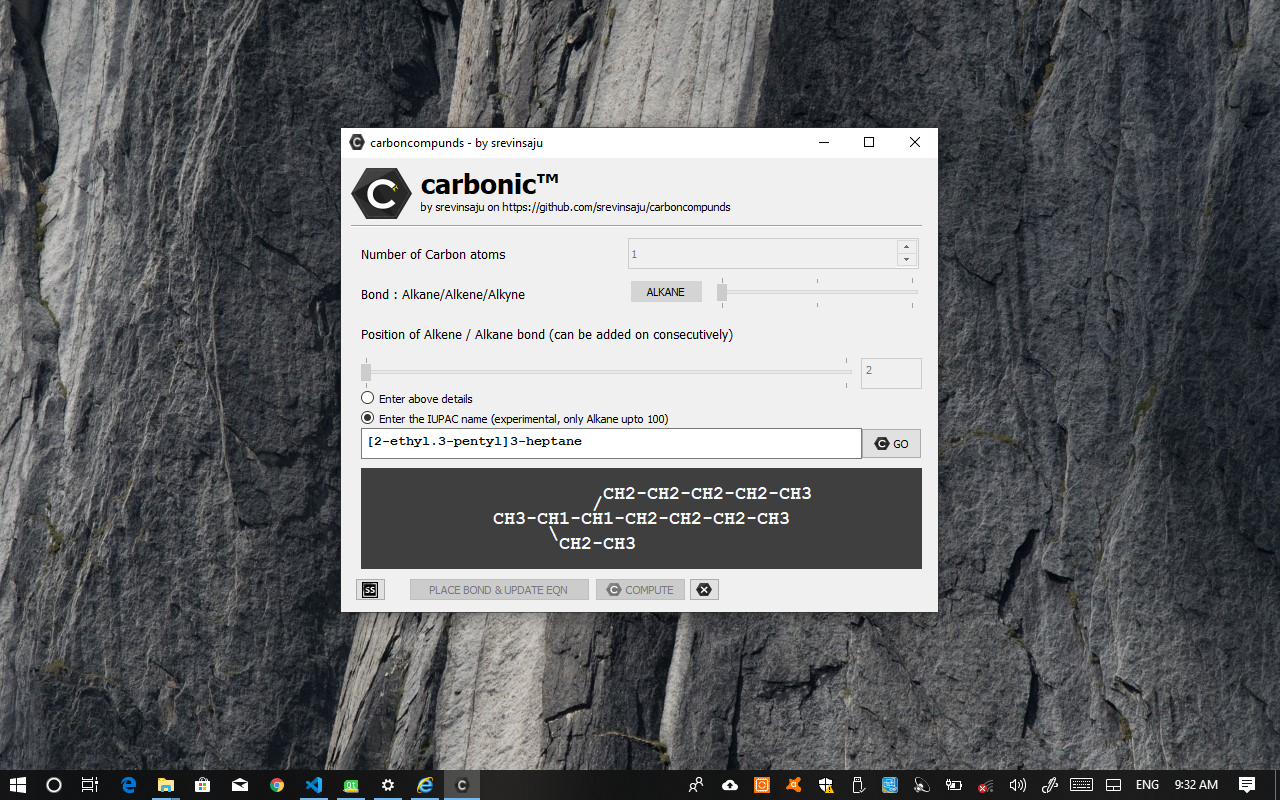 carboncompunds - by srevinsaju
carbonic™
by srevinsaju on https://github.com/srevinsaju/carboncompunds
Number of Carbon atoms
1
Bond : Alkane/Alkene/Alkyne
ALKANE
Position of Alkene / Alkane bond (can be added on consecutively)
2
Enter above details
Enter the IUPAC name (experimental, only Alkane upto 100)
[2-ethyl.3-pentyl]3-heptane
C GO
CH2-CH2-CH2-CH2-CH3
/
CH3-CH1-CH1-CH2-CH2-CH2-CH3
\
CH2-CH3
SS
PLACE BOND & UPDATE EQN
C COMPUTE
ENG
9:32 AM